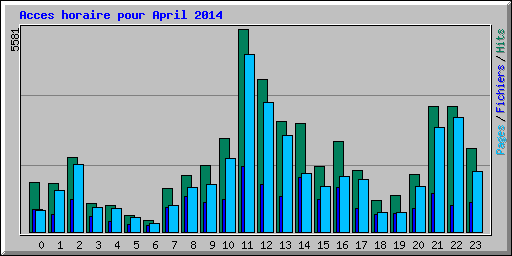 Acces horaire pour April 2014
5581
Pages / Fichiers / Hits
0 1 2 3 4 5 6 7 8 9 10 11 12 13 14 15 16 17 18 19 20 21 22 23